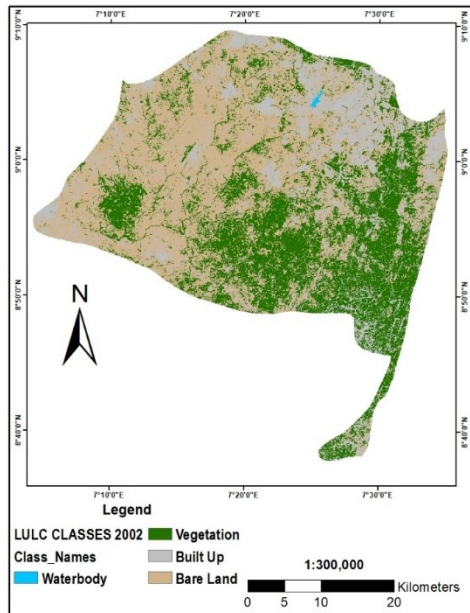 7°10'0"E 7°20'0"E 7°30'0"E
9°10'0"N 9°10'0"N
9°0'0"N 9°0'0"N
8°50'0"N 8°50'0"N
N
8°40'0"N 8°40'0"N
7°10'0"E 7°20'0"E 7°30'0"E
Legend
LULC CLASSES 2002 Vegetation
Class_Names Built Up 1:300,000
Waterbody Bare Land Kilometers
0 5 10 20